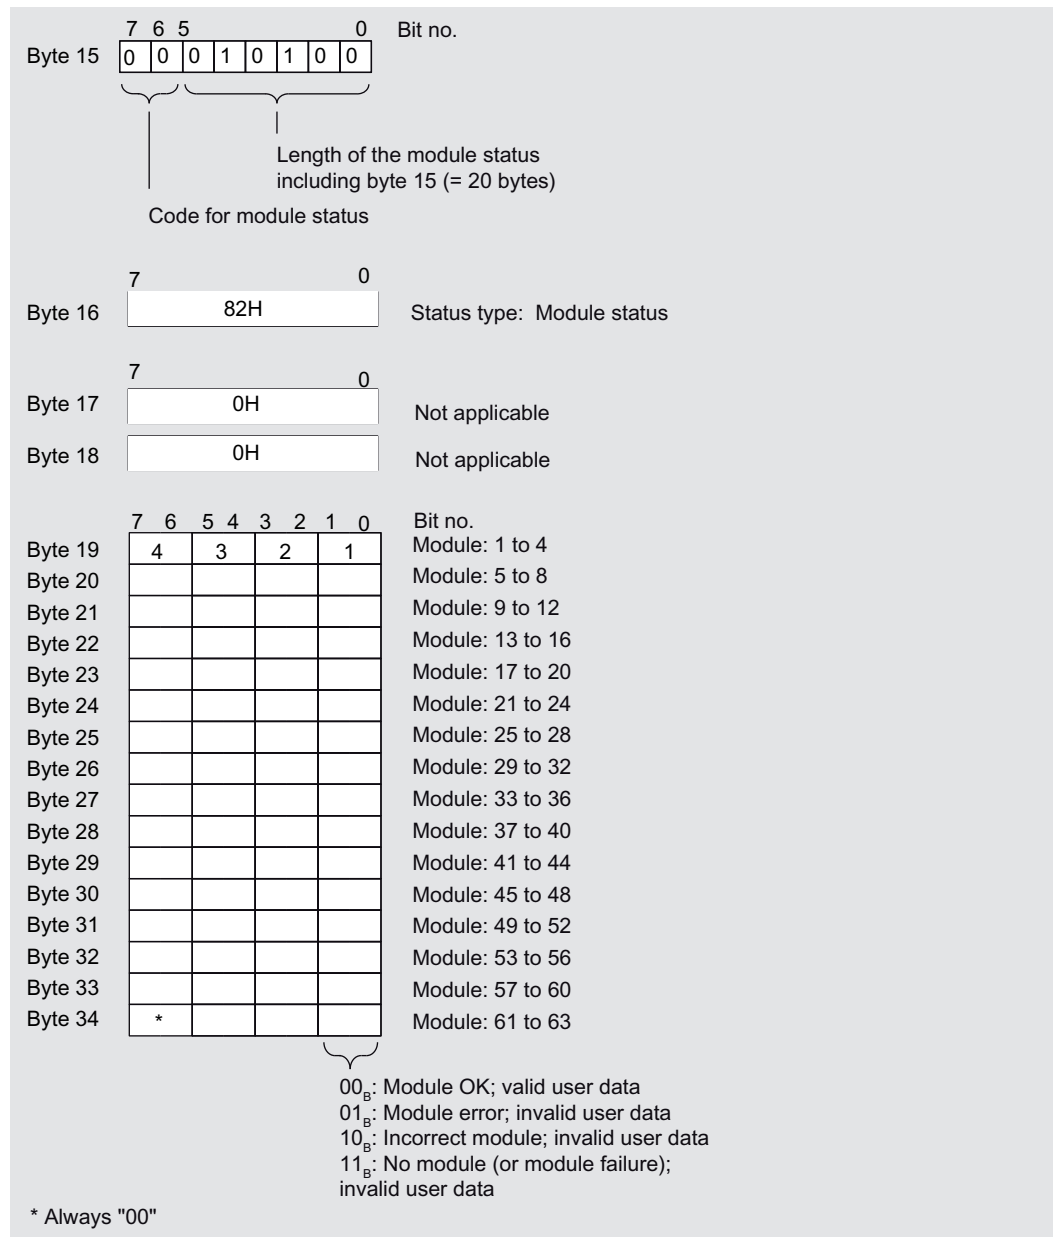 7 6 5 0 Bit no.
Byte 15 0 0 0 1 0 1 0 0
Length of the module status
including byte 15 (= 20 bytes)
Code for module status
7 0
Byte 16 82H Status type: Module status
7 0
Byte 17 0H Not applicable
Byte 18 0H Not applicable
7 6 5 4 3 2 1 0 Bit no.
Byte 19 4 3 2 1 Module: 1 to 4
Byte 20 Module: 5 to 8
Byte 21 Module: 9 to 12
Byte 22 Module: 13 to 16
Byte 23 Module: 17 to 20
Byte 24 Module: 21 to 24
Byte 25 Module: 25 to 28
Byte 26 Module: 29 to 32
Byte 27 Module: 33 to 36
Byte 28 Module: 37 to 40
Byte 29 Module: 41 to 44
Byte 30 Module: 45 to 48
Byte 31 Module: 49 to 52
Byte 32 Module: 53 to 56
Byte 33 Module: 57 to 60
Byte 34 * Module: 61 to 63
00B: Module OK; valid user data
01B: Module error; invalid user data
10B: Incorrect module; invalid user data
11B: No module (or module failure);
invalid user data
* Always "00"